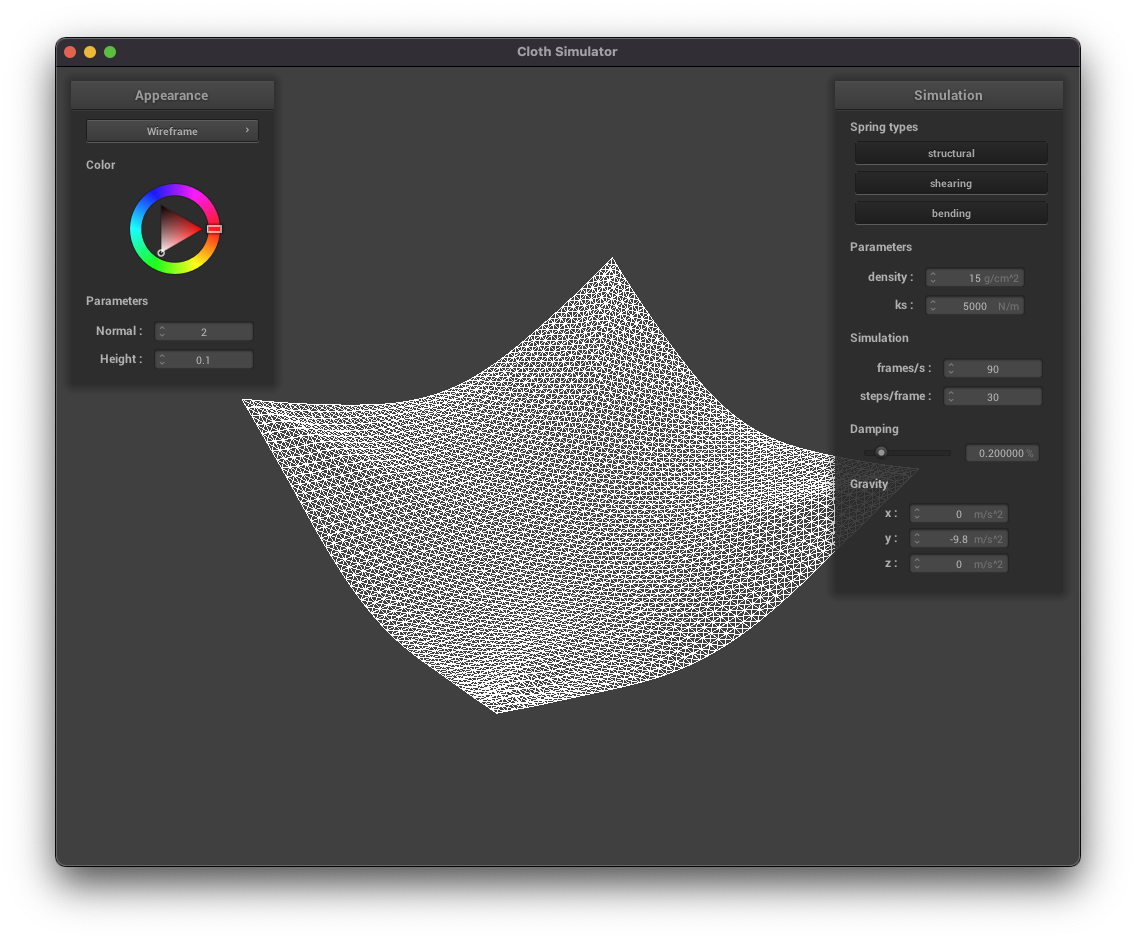 Cloth Simulator
Appearance
Wireframe ›
Color
Parameters
Normal : 2
Height : 0.1
Simulation
Spring types
structural
shearing
bending
Parameters
density : 15 g/cm^2
ks : 5000 N/m
Simulation
frames/s : 90
steps/frame : 30
Damping
0.200000 %
Gravity
x : 0 m/s^2
y : -9.8 m/s^2
z : 0 m/s^2